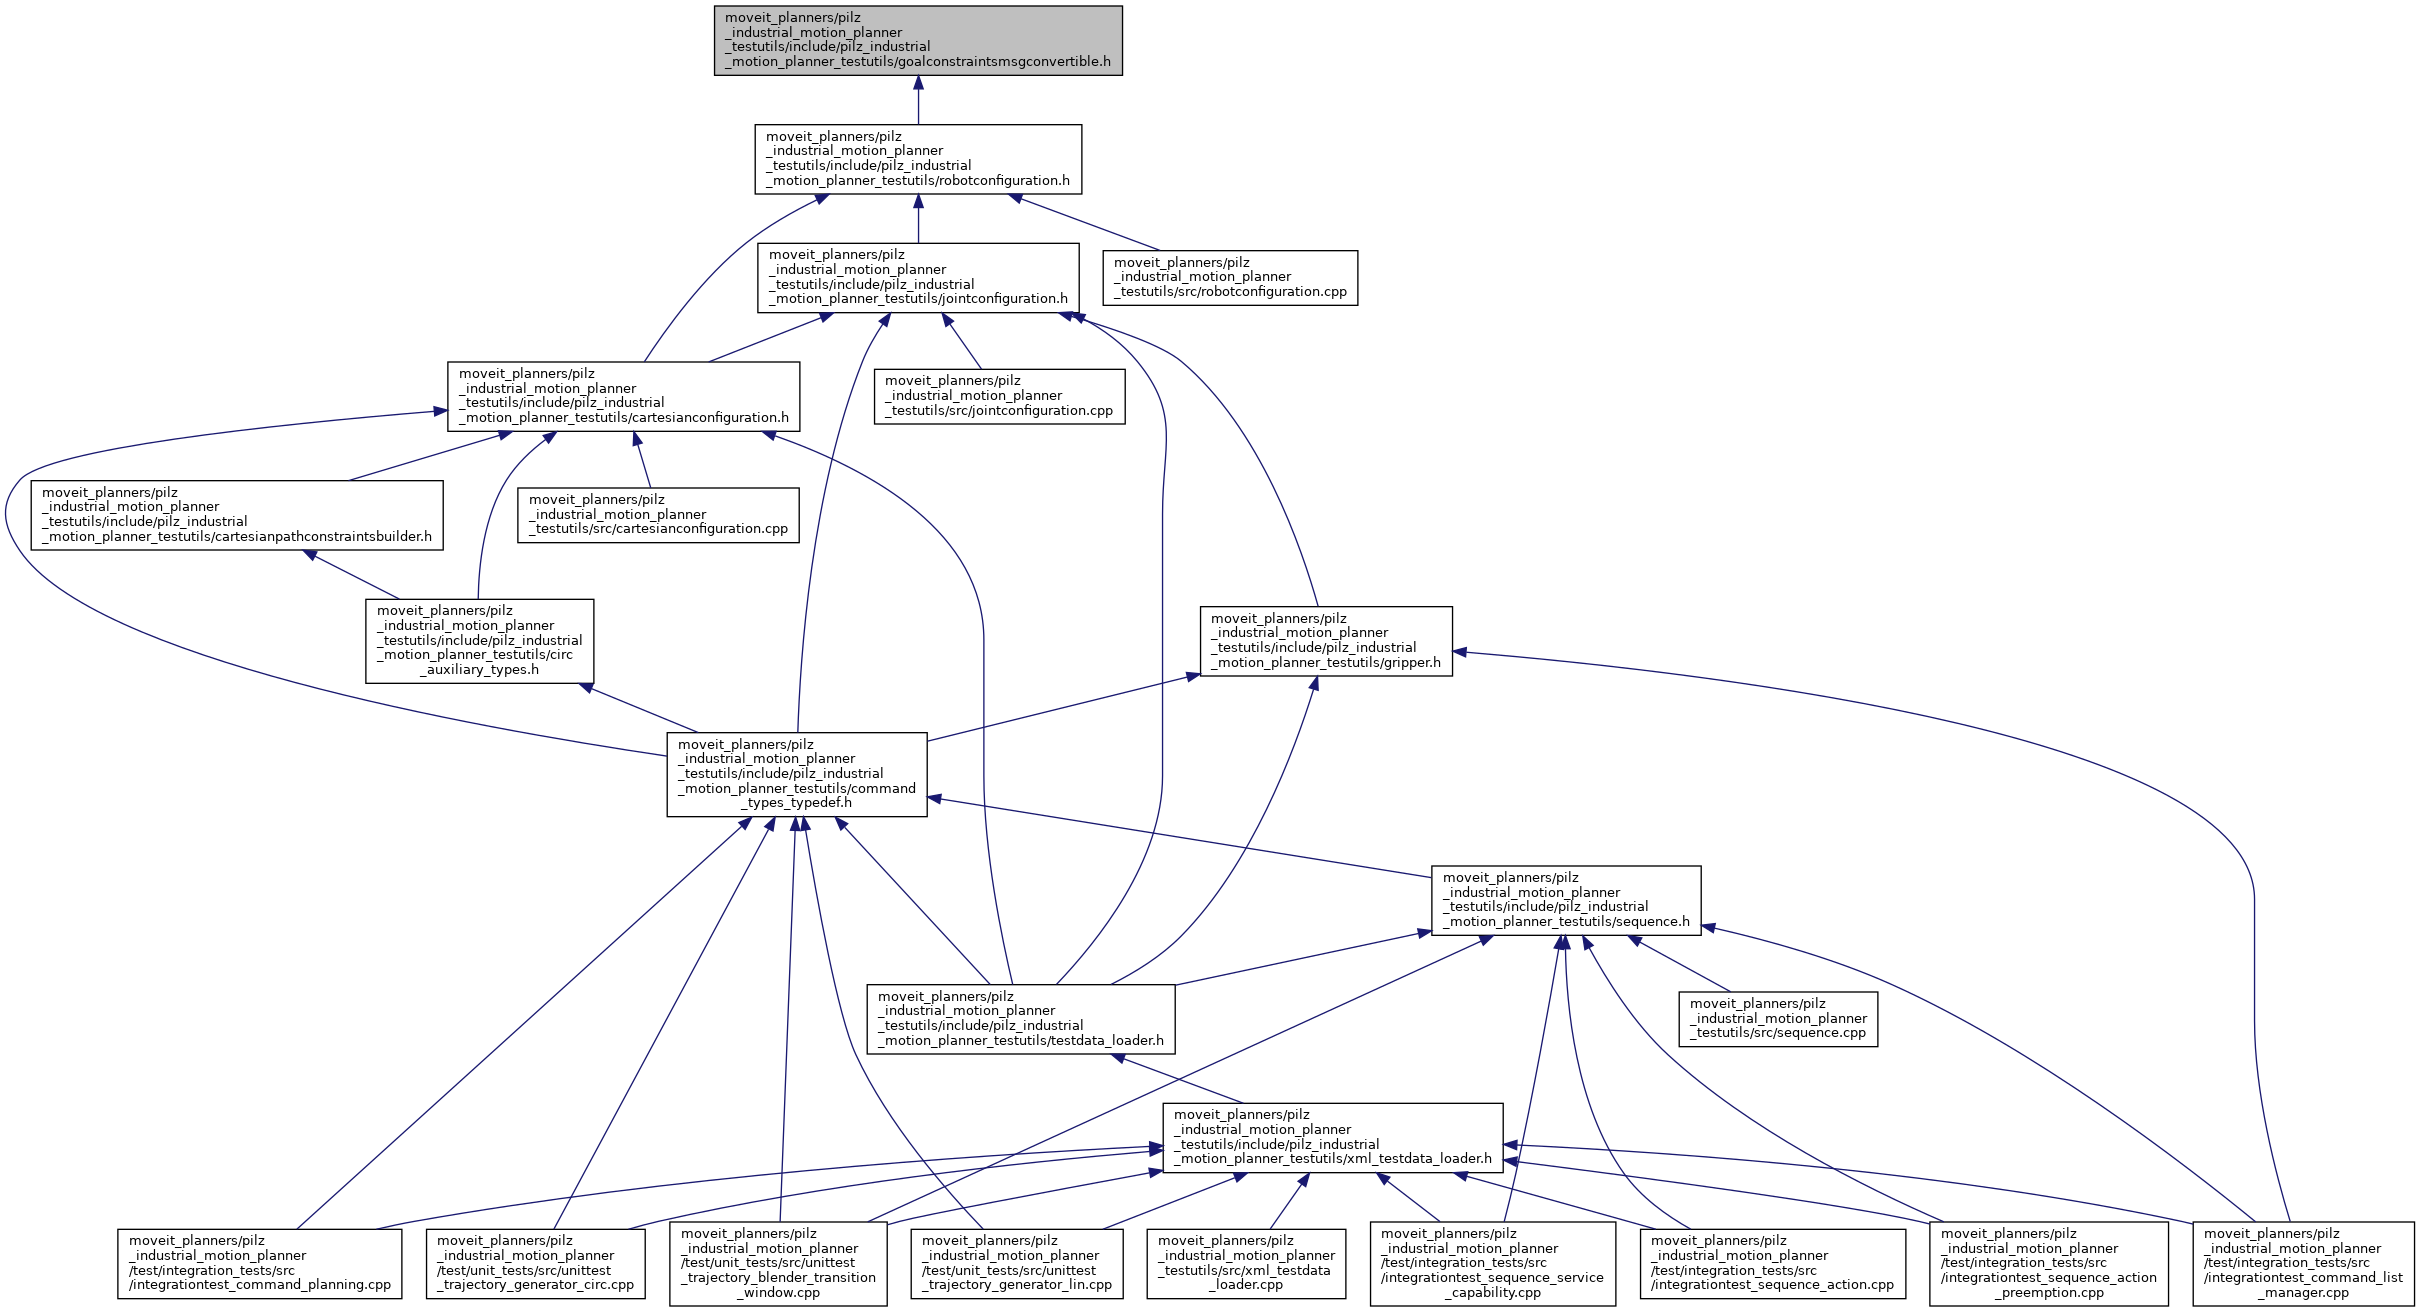 moveit_planners/pilz
_industrial_motion_planner
_testutils/include/pilz_industrial
_motion_planner_testutils/goalconstraintsmsgconvertible.h
moveit_planners/pilz
_industrial_motion_planner
_testutils/include/pilz_industrial
_motion_planner_testutils/robotconfiguration.h
moveit_planners/pilz
_industrial_motion_planner
_testutils/include/pilz_industrial
_motion_planner_testutils/jointconfiguration.h
moveit_planners/pilz
_industrial_motion_planner
_testutils/src/robotconfiguration.cpp
moveit_planners/pilz
_industrial_motion_planner
_testutils/include/pilz_industrial
_motion_planner_testutils/cartesianconfiguration.h
moveit_planners/pilz
_industrial_motion_planner
_testutils/src/jointconfiguration.cpp
moveit_planners/pilz
_industrial_motion_planner
_testutils/include/pilz_industrial
_motion_planner_testutils/cartesianpathconstraintsbuilder.h
moveit_planners/pilz
_industrial_motion_planner
_testutils/src/cartesianconfiguration.cpp
moveit_planners/pilz
_industrial_motion_planner
_testutils/include/pilz_industrial
_motion_planner_testutils/circ
_auxiliary_types.h
moveit_planners/pilz
_industrial_motion_planner
_testutils/include/pilz_industrial
_motion_planner_testutils/gripper.h
moveit_planners/pilz
_industrial_motion_planner
_testutils/include/pilz_industrial
_motion_planner_testutils/command
_types_typedef.h
moveit_planners/pilz
_industrial_motion_planner
_testutils/include/pilz_industrial
_motion_planner_testutils/sequence.h
moveit_planners/pilz
_industrial_motion_planner
_testutils/include/pilz_industrial
_motion_planner_testutils/testdata_loader.h
moveit_planners/pilz
_industrial_motion_planner
_testutils/src/sequence.cpp
moveit_planners/pilz
_industrial_motion_planner
_testutils/include/pilz_industrial
_motion_planner_testutils/xml_testdata_loader.h
moveit_planners/pilz
_industrial_motion_planner
/test/integration_tests/src
/integrationtest_command_planning.cpp
moveit_planners/pilz
_industrial_motion_planner
/test/unit_tests/src/unittest
_trajectory_generator_circ.cpp
moveit_planners/pilz
_industrial_motion_planner
/test/unit_tests/src/unittest
_trajectory_blender_transition
_window.cpp
moveit_planners/pilz
_industrial_motion_planner
/test/unit_tests/src/unittest
_trajectory_generator_lin.cpp
moveit_planners/pilz
_industrial_motion_planner
_testutils/src/xml_testdata
_loader.cpp
moveit_planners/pilz
_industrial_motion_planner
/test/integration_tests/src
/integrationtest_sequence_service
_capability.cpp
moveit_planners/pilz
_industrial_motion_planner
/test/integration_tests/src
/integrationtest_sequence_action.cpp
moveit_planners/pilz
_industrial_motion_planner
/test/integration_tests/src
/integrationtest_sequence_action
_preemption.cpp
moveit_planners/pilz
_industrial_motion_planner
/test/integration_tests/src
/integrationtest_command_list
_manager.cpp